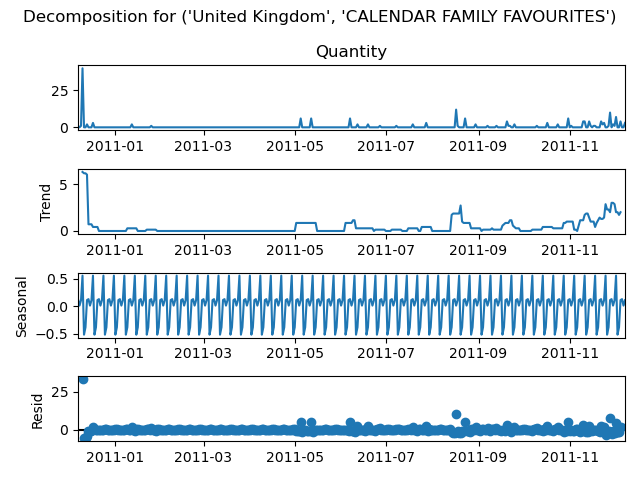 Decomposition for ('United Kingdom', 'CALENDAR FAMILY FAVOURITES')
Quantity
25
0
2011-01 2011-03 2011-05 2011-07 2011-09 2011-11
Trend
5
0
2011-01 2011-03 2011-05 2011-07 2011-09 2011-11
Seasonal
0.5
0.0
−0.5
2011-01 2011-03 2011-05 2011-07 2011-09 2011-11
Resid
25
0
2011-01 2011-03 2011-05 2011-07 2011-09 2011-11